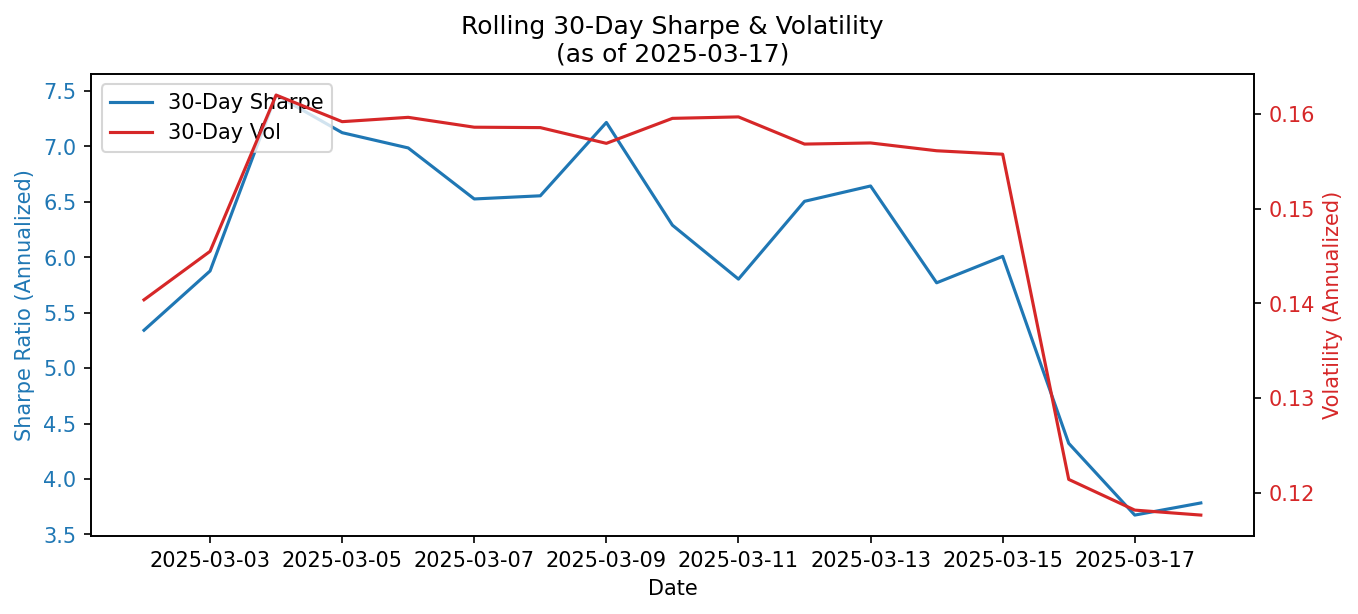 Rolling 30-Day Sharpe & Volatility
(as of 2025-03-17)
30-Day Sharpe
30-Day Vol
Sharpe Ratio (Annualized)
7.5
7.0
6.5
6.0
5.5
5.0
4.5
4.0
3.5
0.16
0.15
0.14
0.13
0.12
Volatility (Annualized)
2025-03-03 2025-03-05 2025-03-07 2025-03-09 2025-03-11 2025-03-13 2025-03-15 2025-03-17
Date